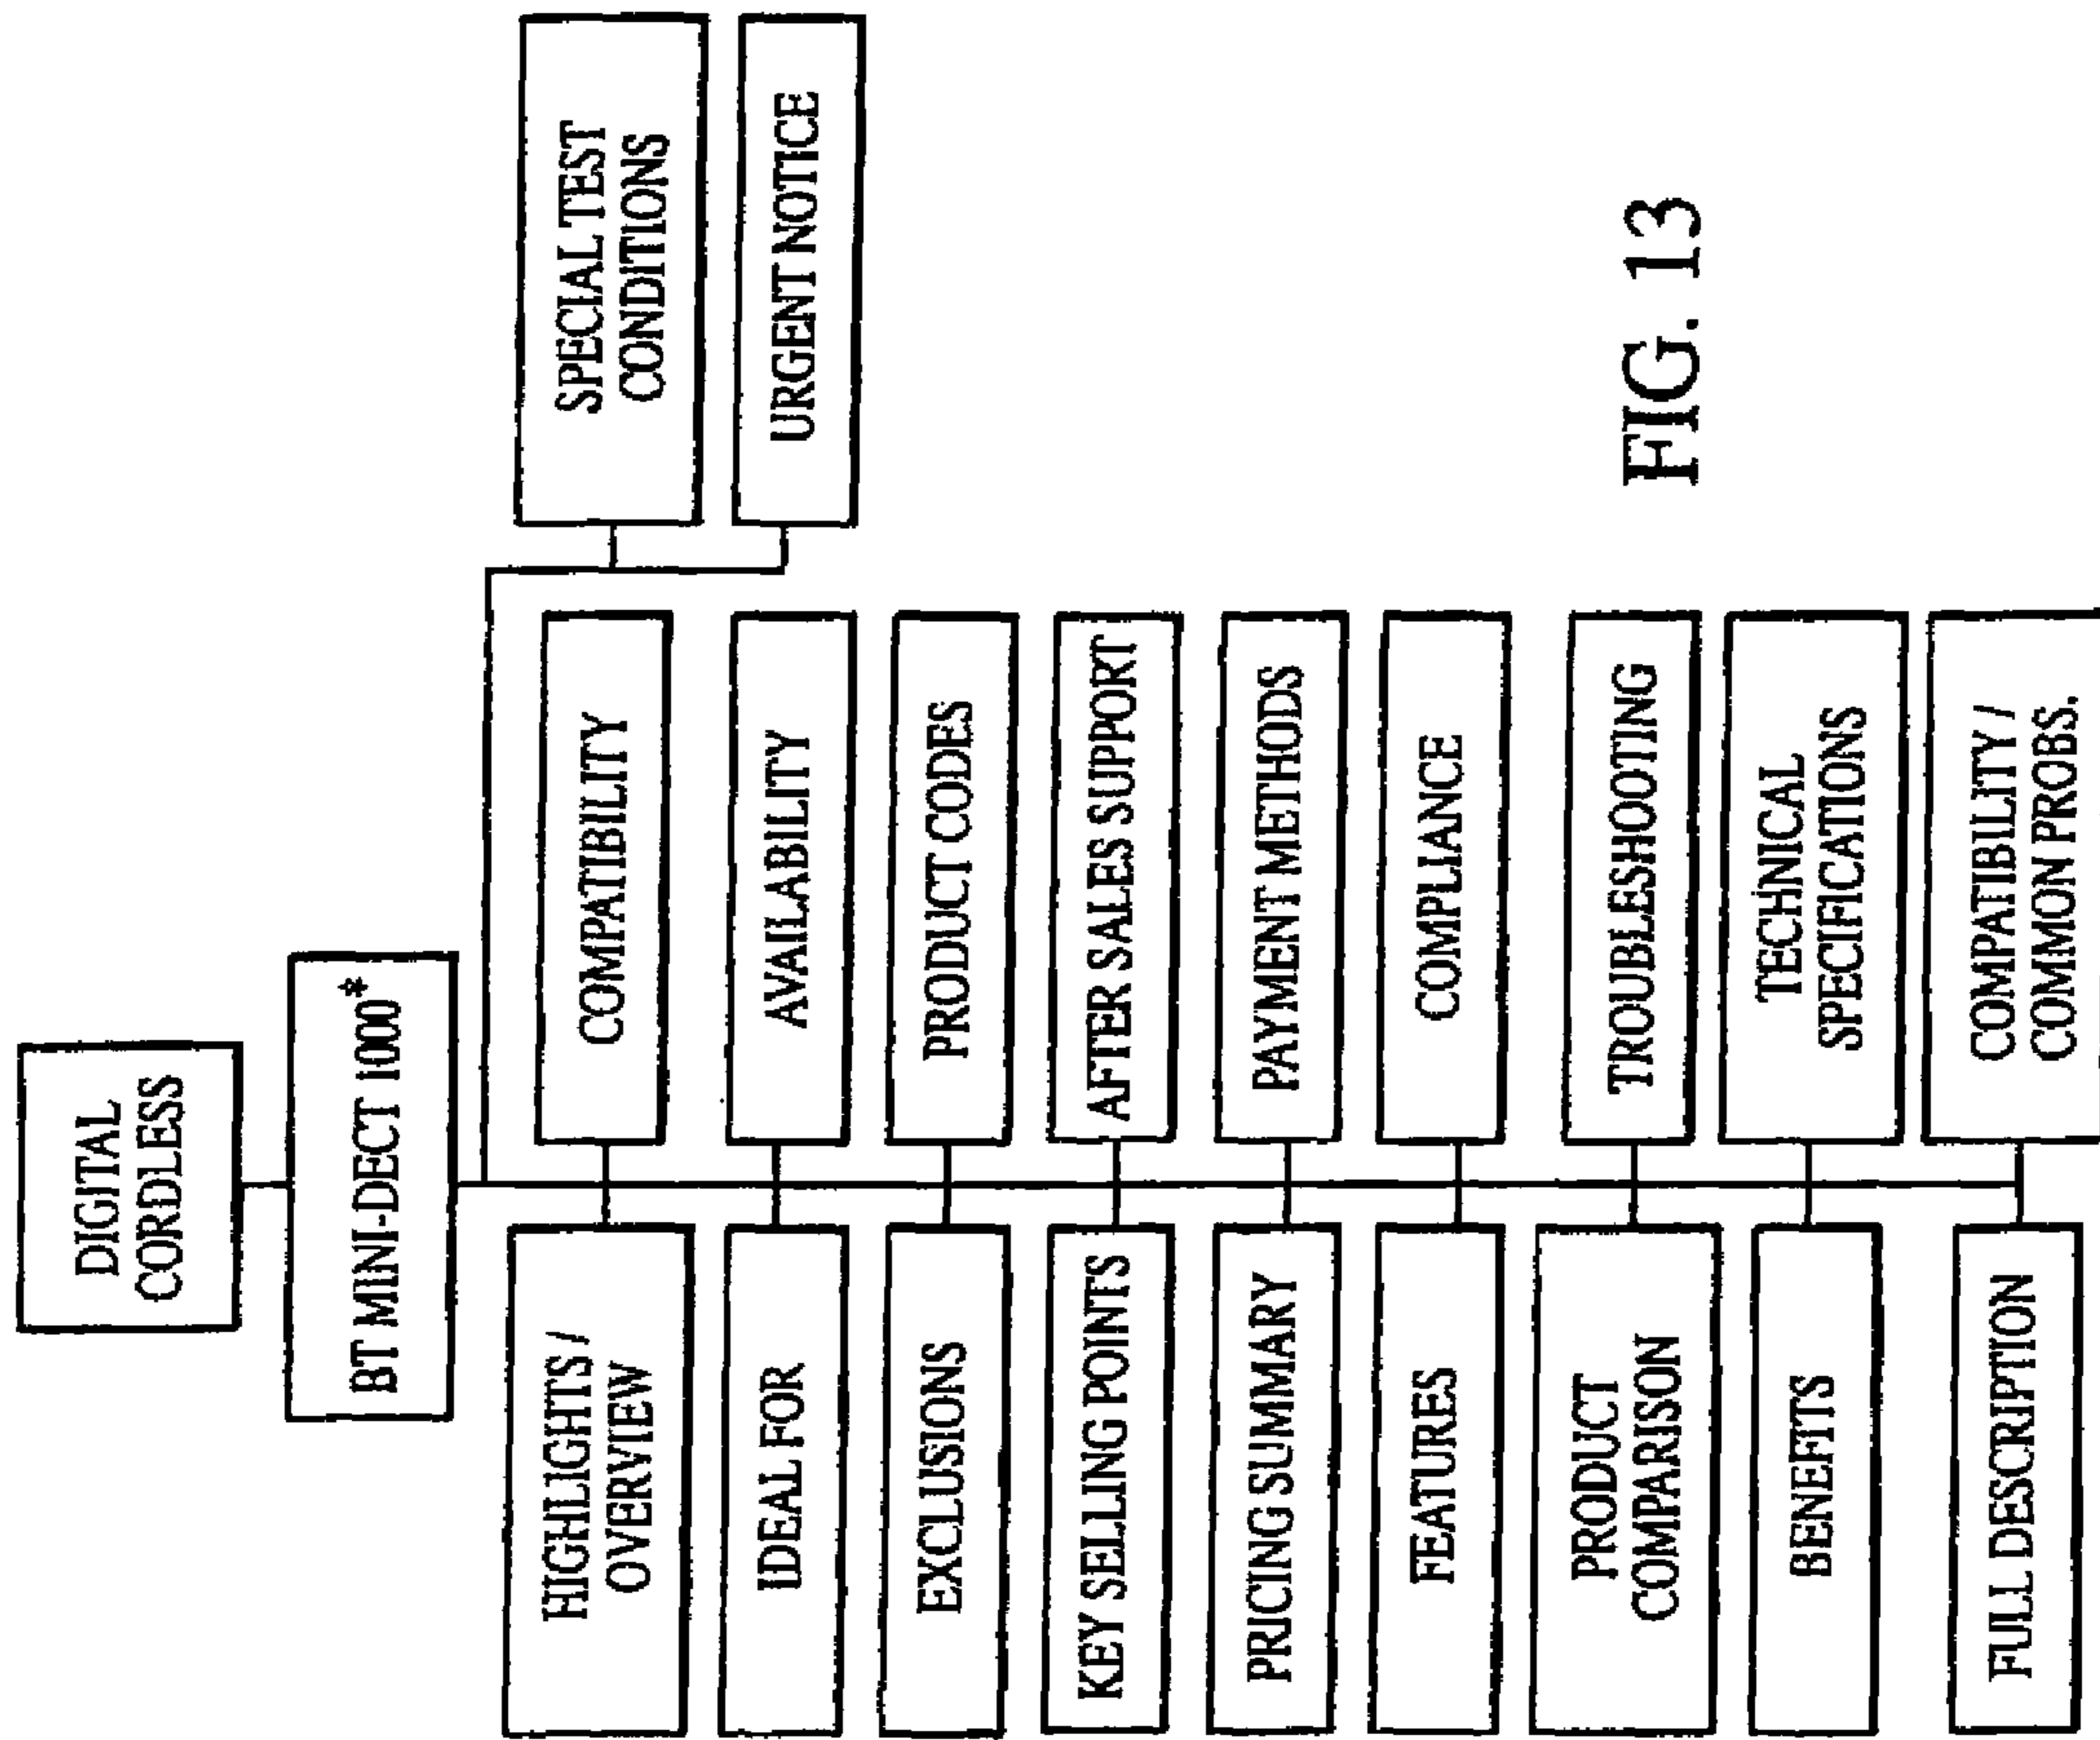 DIGITAL
CORDLESS
BT MINI-DECT 1000*
HIGHLIGHTS /
OVERVIEW
IDEAL FOR
EXCLUSIONS
KEY SELLING POINTS
PRICING SUMMARY
FEATURES
PRODUCT
COMPARISON
BENEFITS
FULL DESCRIPTION
COMPATIBILITY
AVAILABILITY
PRODUCT CODES
AFTER SALES SUPPORT
PAYMENT METHODS
COMPLIANCE
TROUBLESHOOTING
TECHNICAL
SPECIFICATIONS
COMPATIBILITY /
COMMON PROBS.
SPECIAL TEST
CONDITIONS
URGENT NOTICE
FIG. 13